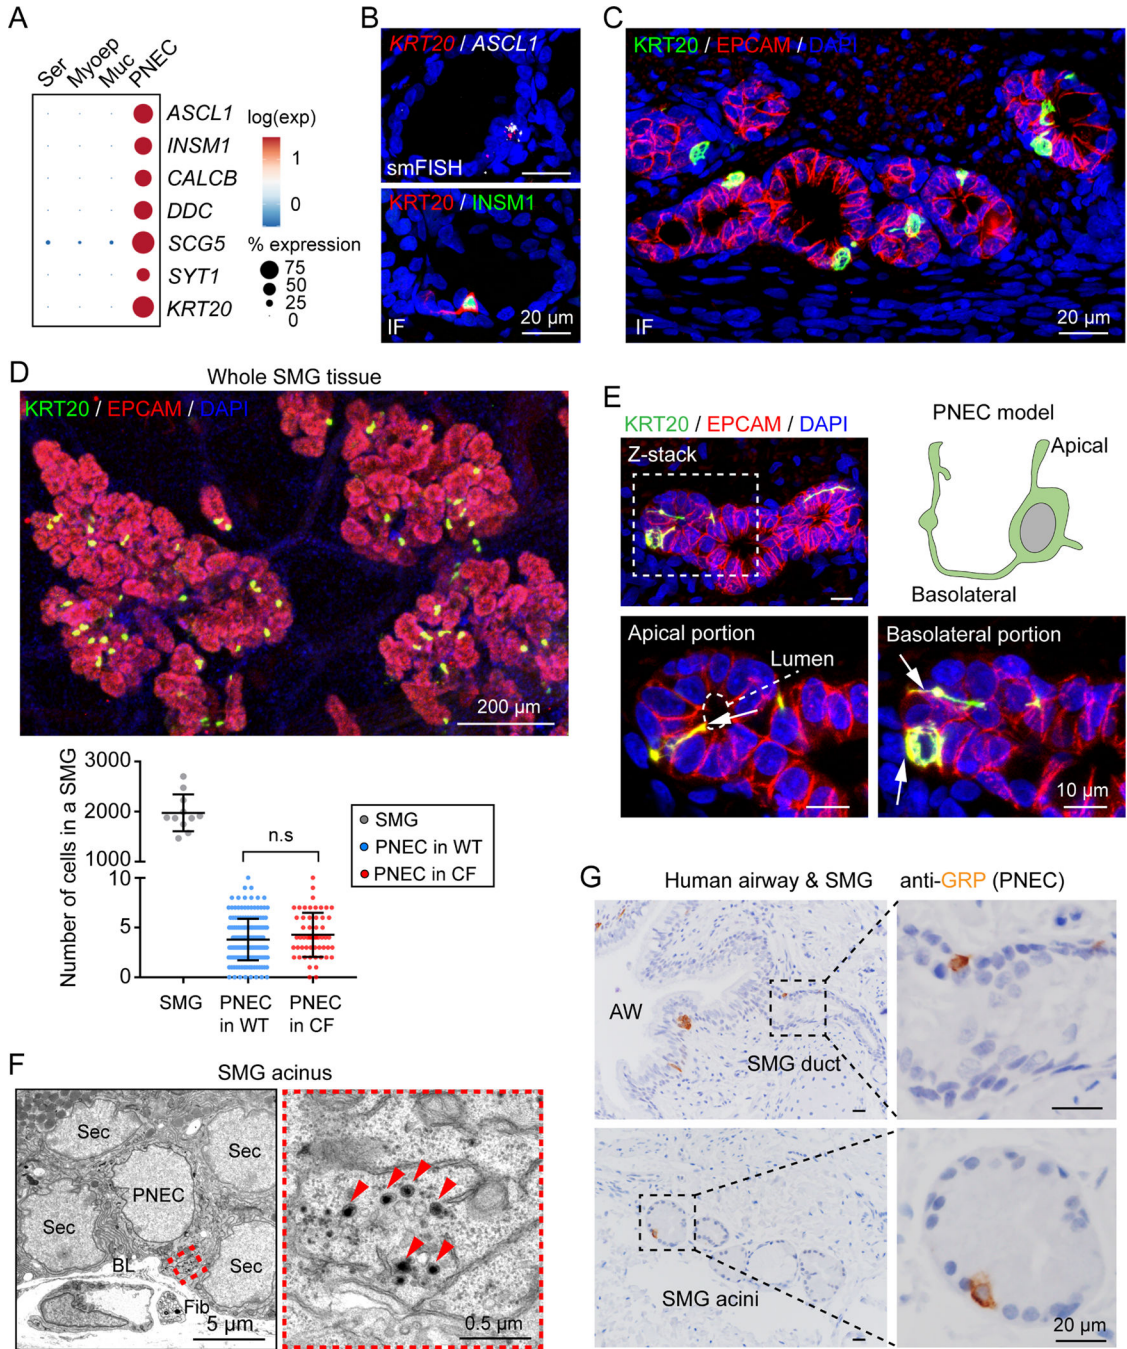 A
Ser
Myoep
Muc
PNEC
ASCL1
INSM1
CALCB
DDC
SCG5
SYT1
KRT20
log(exp)
1
0
% expression
75
50
25
0
B
KRT20 / ASCL1
smFISH
KRT20 / INSM1
IF
20 µm
C
KRT20 / EPCAM / DAPI
IF
20 µm
D
Whole SMG tissue
KRT20 / EPCAM / DAPI
200 µm
Number of cells in a SMG
3000
2000
1000
10
5
0
n.s
SMG
PNEC in WT
PNEC in CF
SMG
PNEC
in WT
PNEC
in CF
E
KRT20 / EPCAM / DAPI
Z-stack
PNEC model
Apical
Basolateral
Apical portion
Lumen
Basolateral portion
10 µm
F
SMG acinus
Sec
Sec
PNEC
Sec
Sec
BL
Fib
5 µm
0.5 µm
G
Human airway & SMG anti-GRP (PNEC)
AW
SMG duct
SMG acini
20 µm